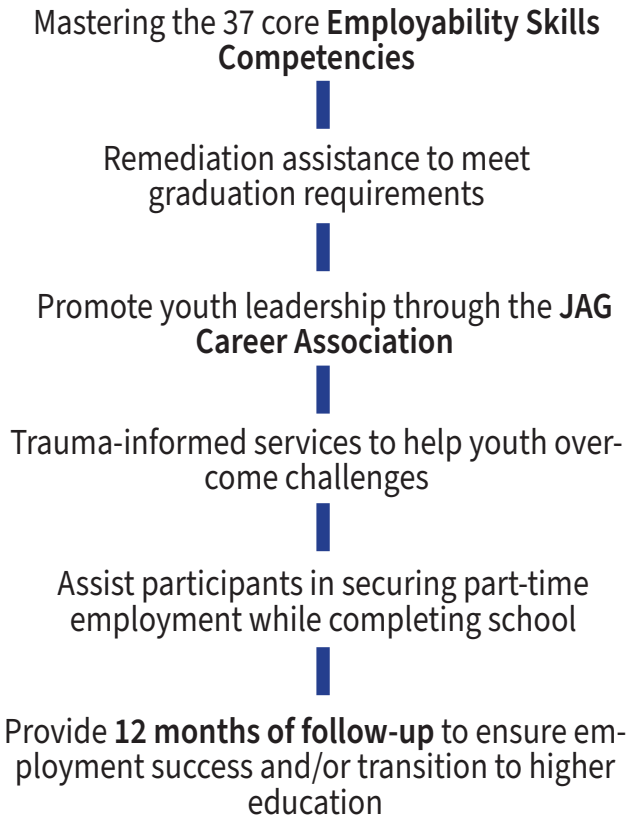 Mastering the 37 core Employability Skills
Competencies
Remediation assistance to meet
graduation requirements
Promote youth leadership through the JAG
Career Association
Trauma-informed services to help youth over-
come challenges
Assist participants in securing part-time
employment while completing school
Provide 12 months of follow-up to ensure em-
ployment success and/or transition to higher
education